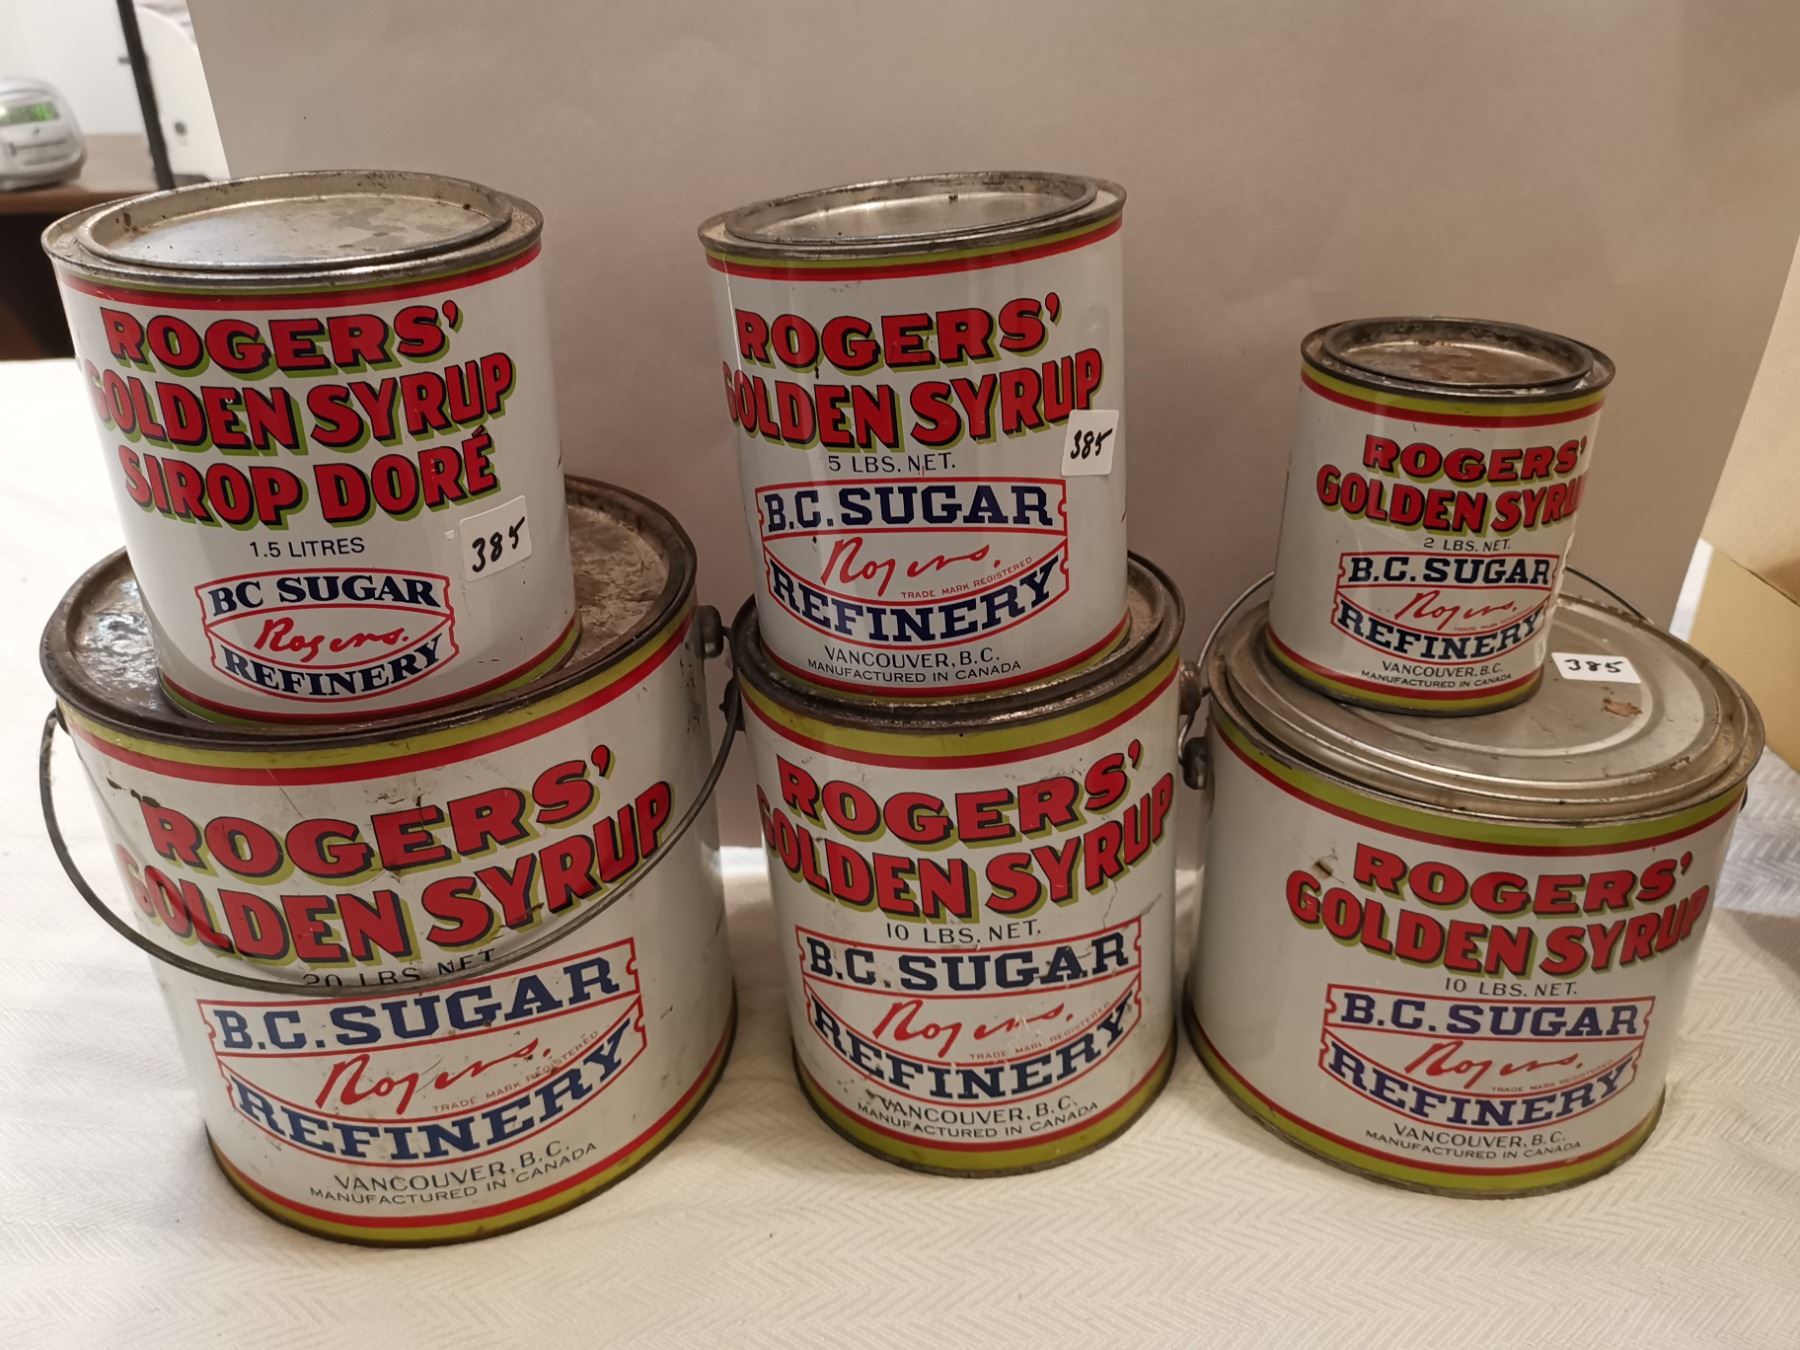 ROGERS'
GOLDEN SYRUP
SIROP DORÉ
1.5 LITRES
385
BC SUGAR
Rogers.
REFINERY
ROGERS'
GOLDEN SYRUP
5 LBS. NET.
385
B.C. SUGAR
Rogers.
TRADE MARK REGISTERED
REFINERY
VANCOUVER, B.C.
MANUFACTURED IN CANADA
ROGERS'
GOLDEN SYRUP
2 LBS. NET.
B.C. SUGAR
Rogers.
TRADE MARK REGISTERED
REFINERY
VANCOUVER, B.C.
MANUFACTURED IN CANADA
385
ROGERS'
GOLDEN SYRUP
20 LBS NET
B.C. SUGAR
Rogers.
TRADE MARK REGISTERED
REFINERY
VANCOUVER, B.C.
MANUFACTURED IN CANADA
ROGERS'
GOLDEN SYRUP
10 LBS. NET.
B.C. SUGAR
Rogers.
TRADE MARK REGISTERED
REFINERY
VANCOUVER, B.C.
MANUFACTURED IN CANADA
ROGERS'
GOLDEN SYRUP
10 LBS. NET.
B.C. SUGAR
Rogers.
TRADE MARK REGISTERED
REFINERY
VANCOUVER, B.C.
MANUFACTURED IN CANADA